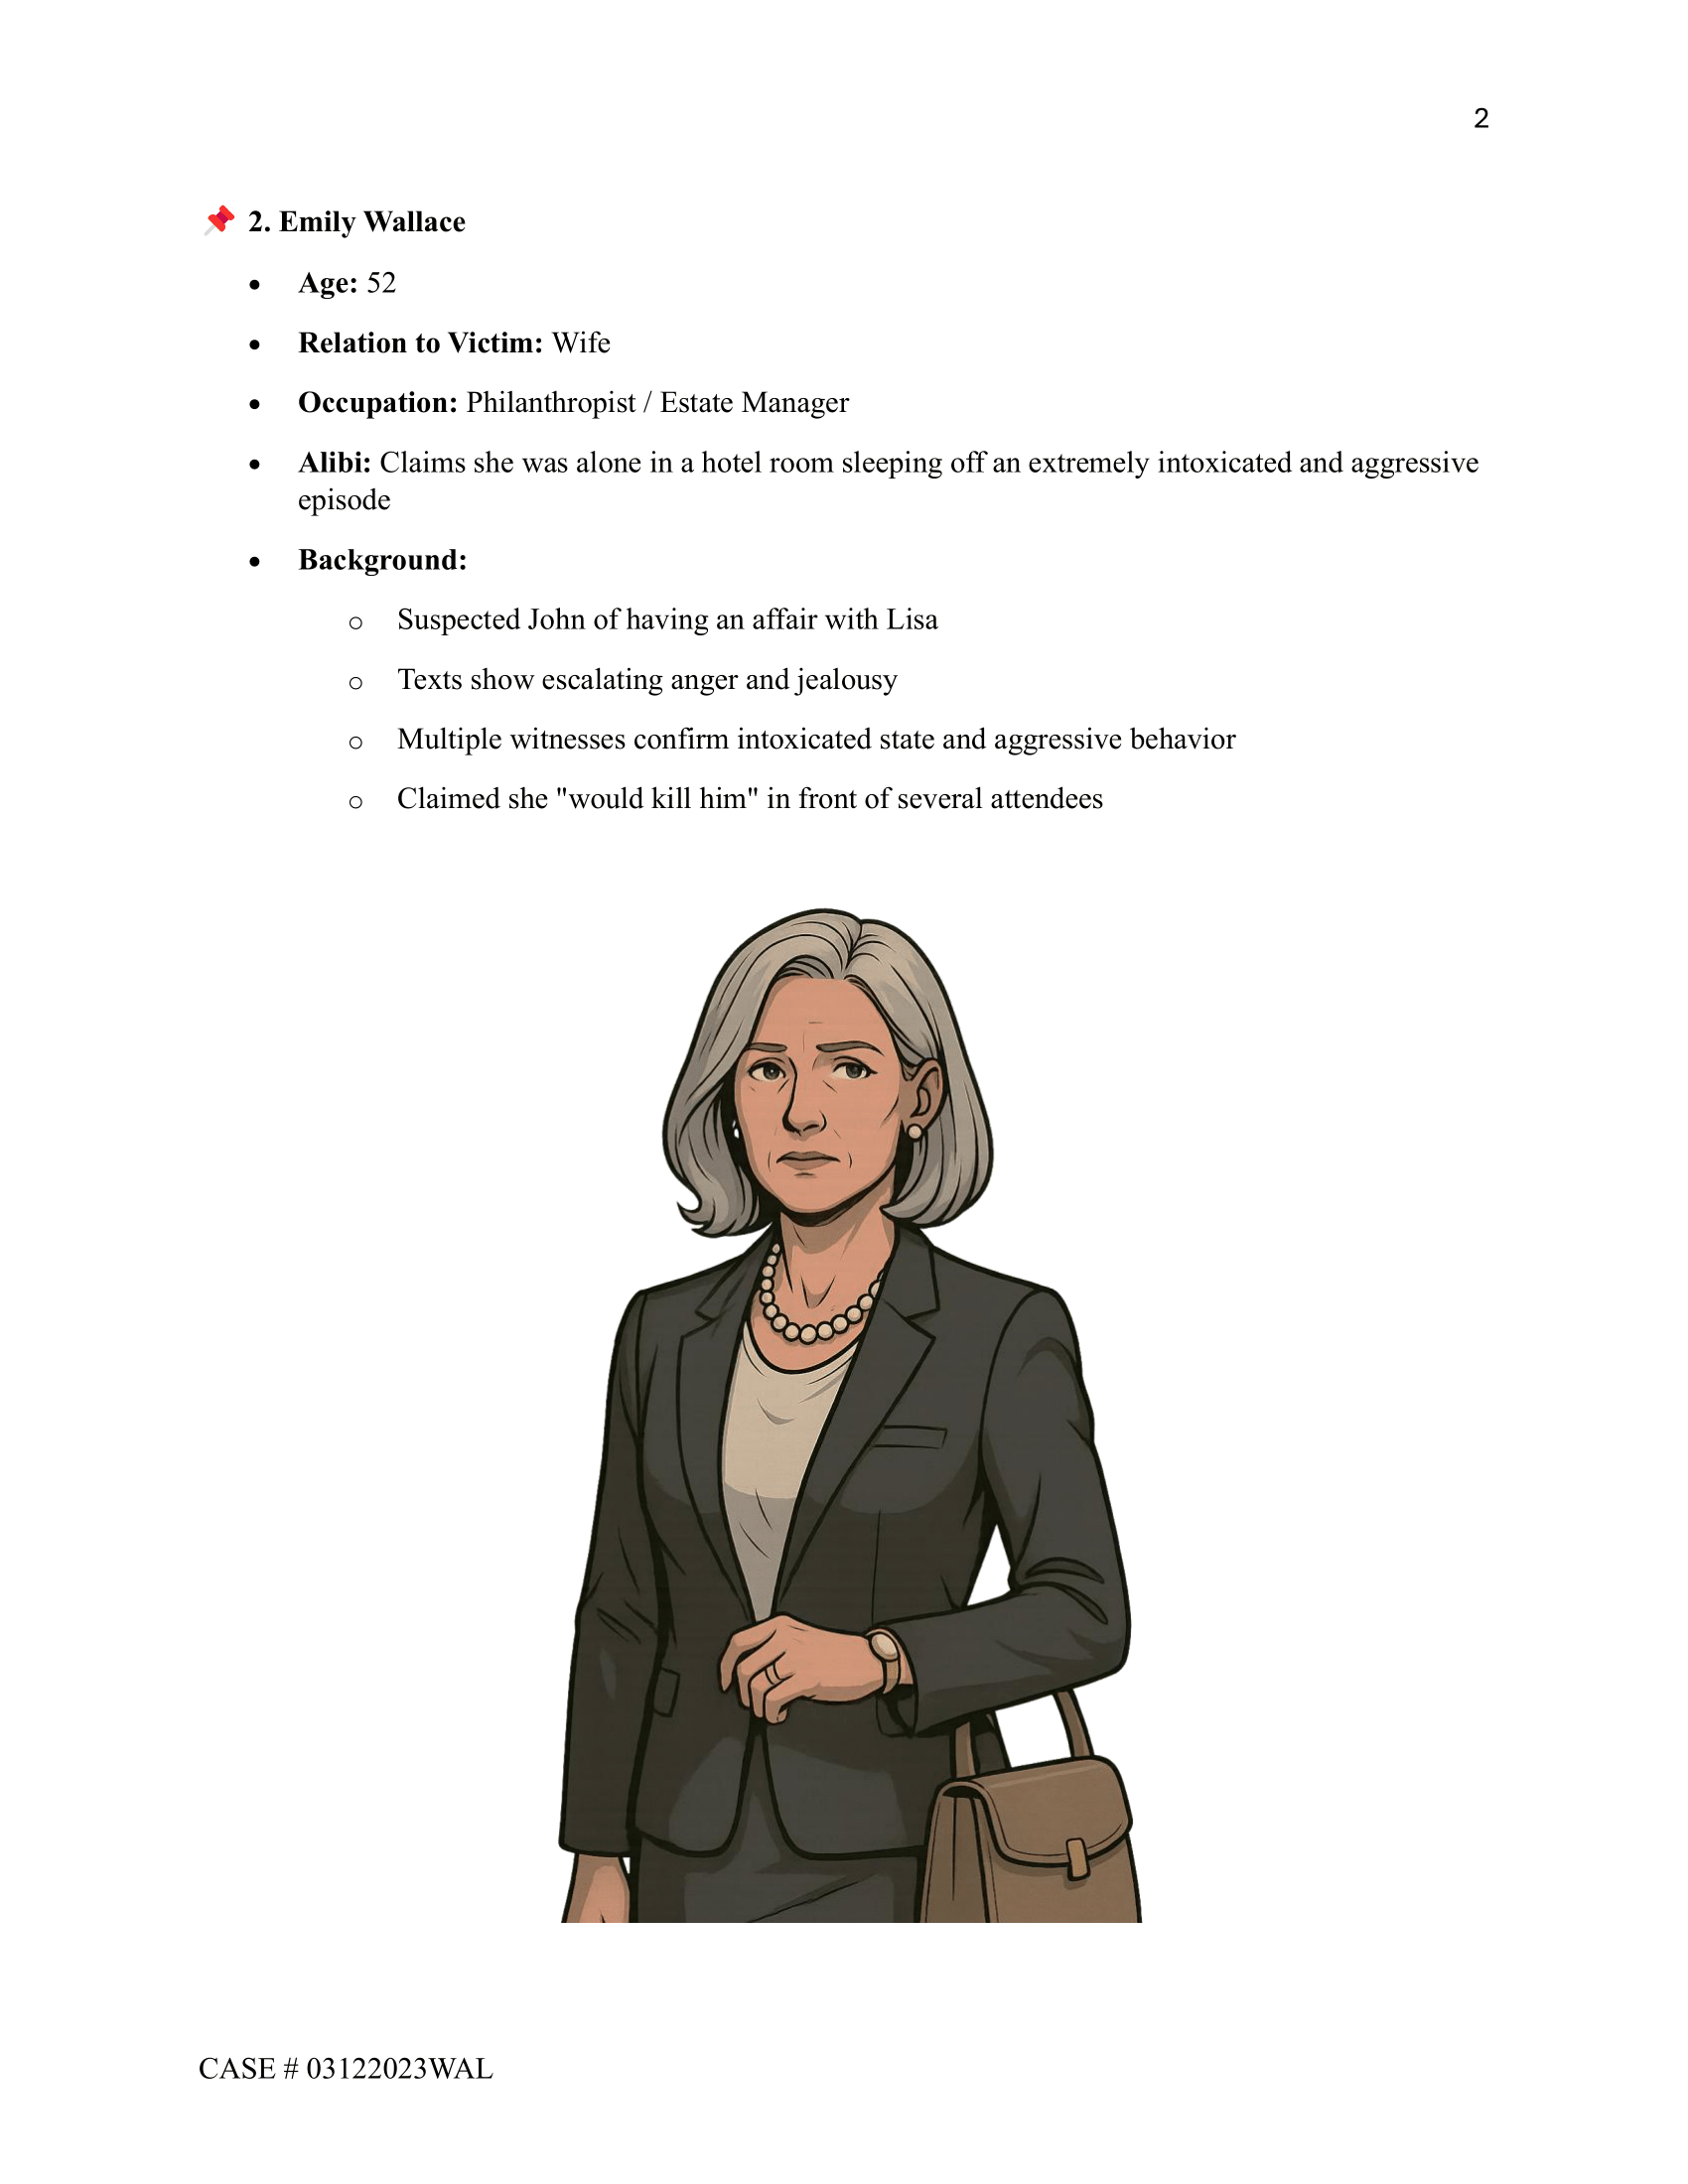 2
📌 2. Emily Wallace
• Age: 52
• Relation to Victim: Wife
• Occupation: Philanthropist / Estate Manager
• Alibi: Claims she was alone in a hotel room sleeping off an extremely intoxicated and aggressive
episode
• Background:
o Suspected John of having an affair with Lisa
o Texts show escalating anger and jealousy
o Multiple witnesses confirm intoxicated state and aggressive behavior
o Claimed she "would kill him" in front of several attendees
CASE # 03122023WAL